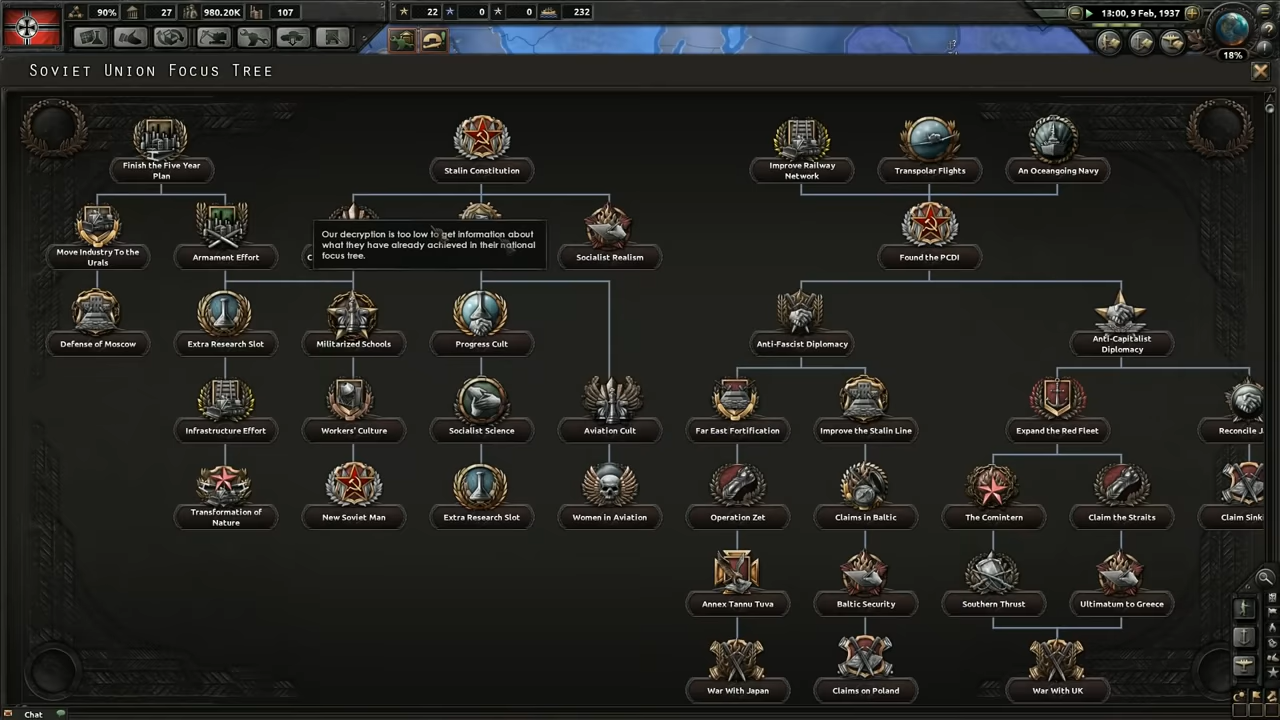 90% 27 980.20K 107 22 0 0 232 13:00, 9 Feb, 1937
18%
Soviet Union Focus Tree
Finish the Five Year
Plan
Stalin Constitution
Improve Railway
Network
Transpolar Flights
An Oceangoing Navy
Move Industry To the
Urals
Armament Effort
Our decryption is too low to get information about
what they have already achieved in their national
focus tree.
Socialist Realism
Found the PCDI
Defense of Moscow
Extra Research Slot
Militarized Schools
Progress Cult
Anti-Fascist Diplomacy
Anti-Capitalist
Diplomacy
Infrastructure Effort
Workers' Culture
Socialist Science
Aviation Cult
Far East Fortification
Improve the Stalin Line
Expand the Red Fleet
Reconcile J
Transformation of
Nature
New Soviet Man
Extra Research Slot
Women in Aviation
Operation Zet
Claims in Baltic
The Comintern
Claim the Straits
Claim Sink
Annex Tannu Tuva
Baltic Security
Southern Thrust
Ultimatum to Greece
War With Japan
Claims on Poland
War With UK
Chat